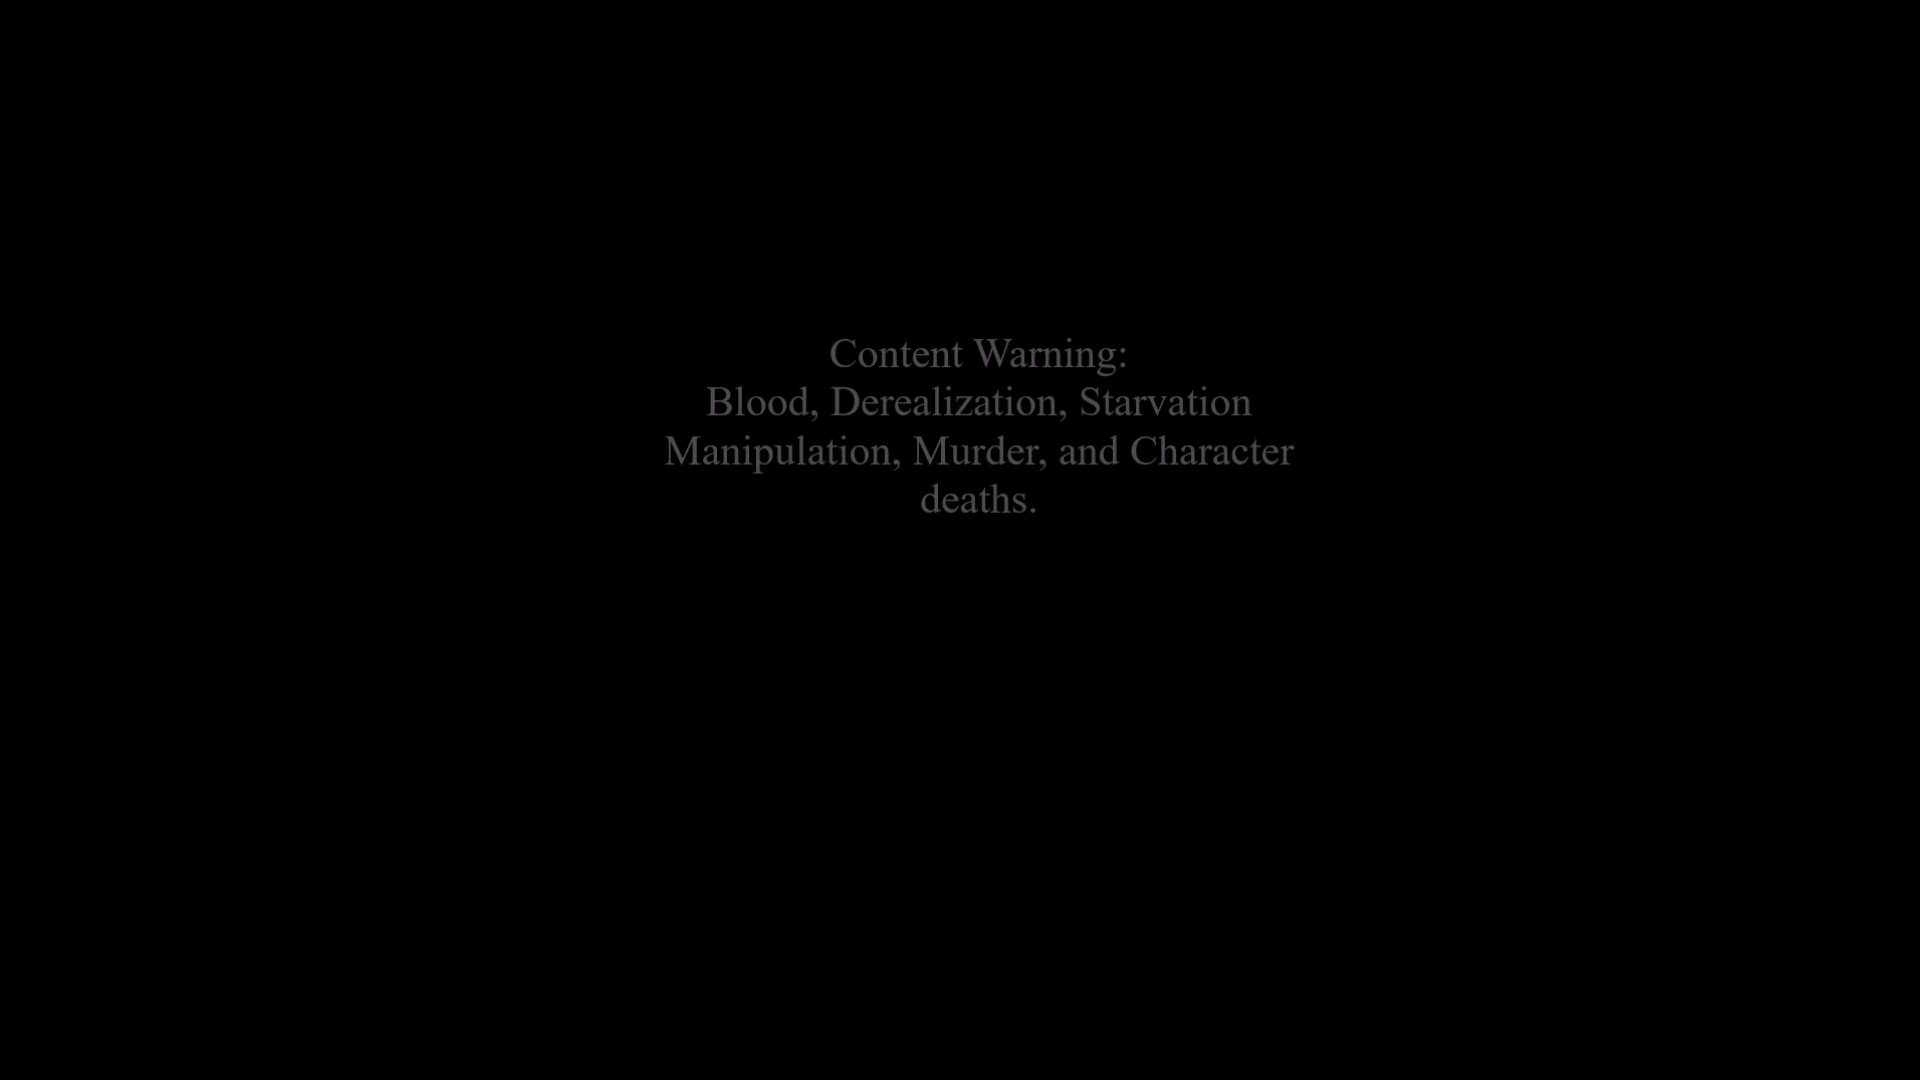 Content Warning:
Blood, Derealization, Starvation
Manipulation, Murder, and Character
deaths.